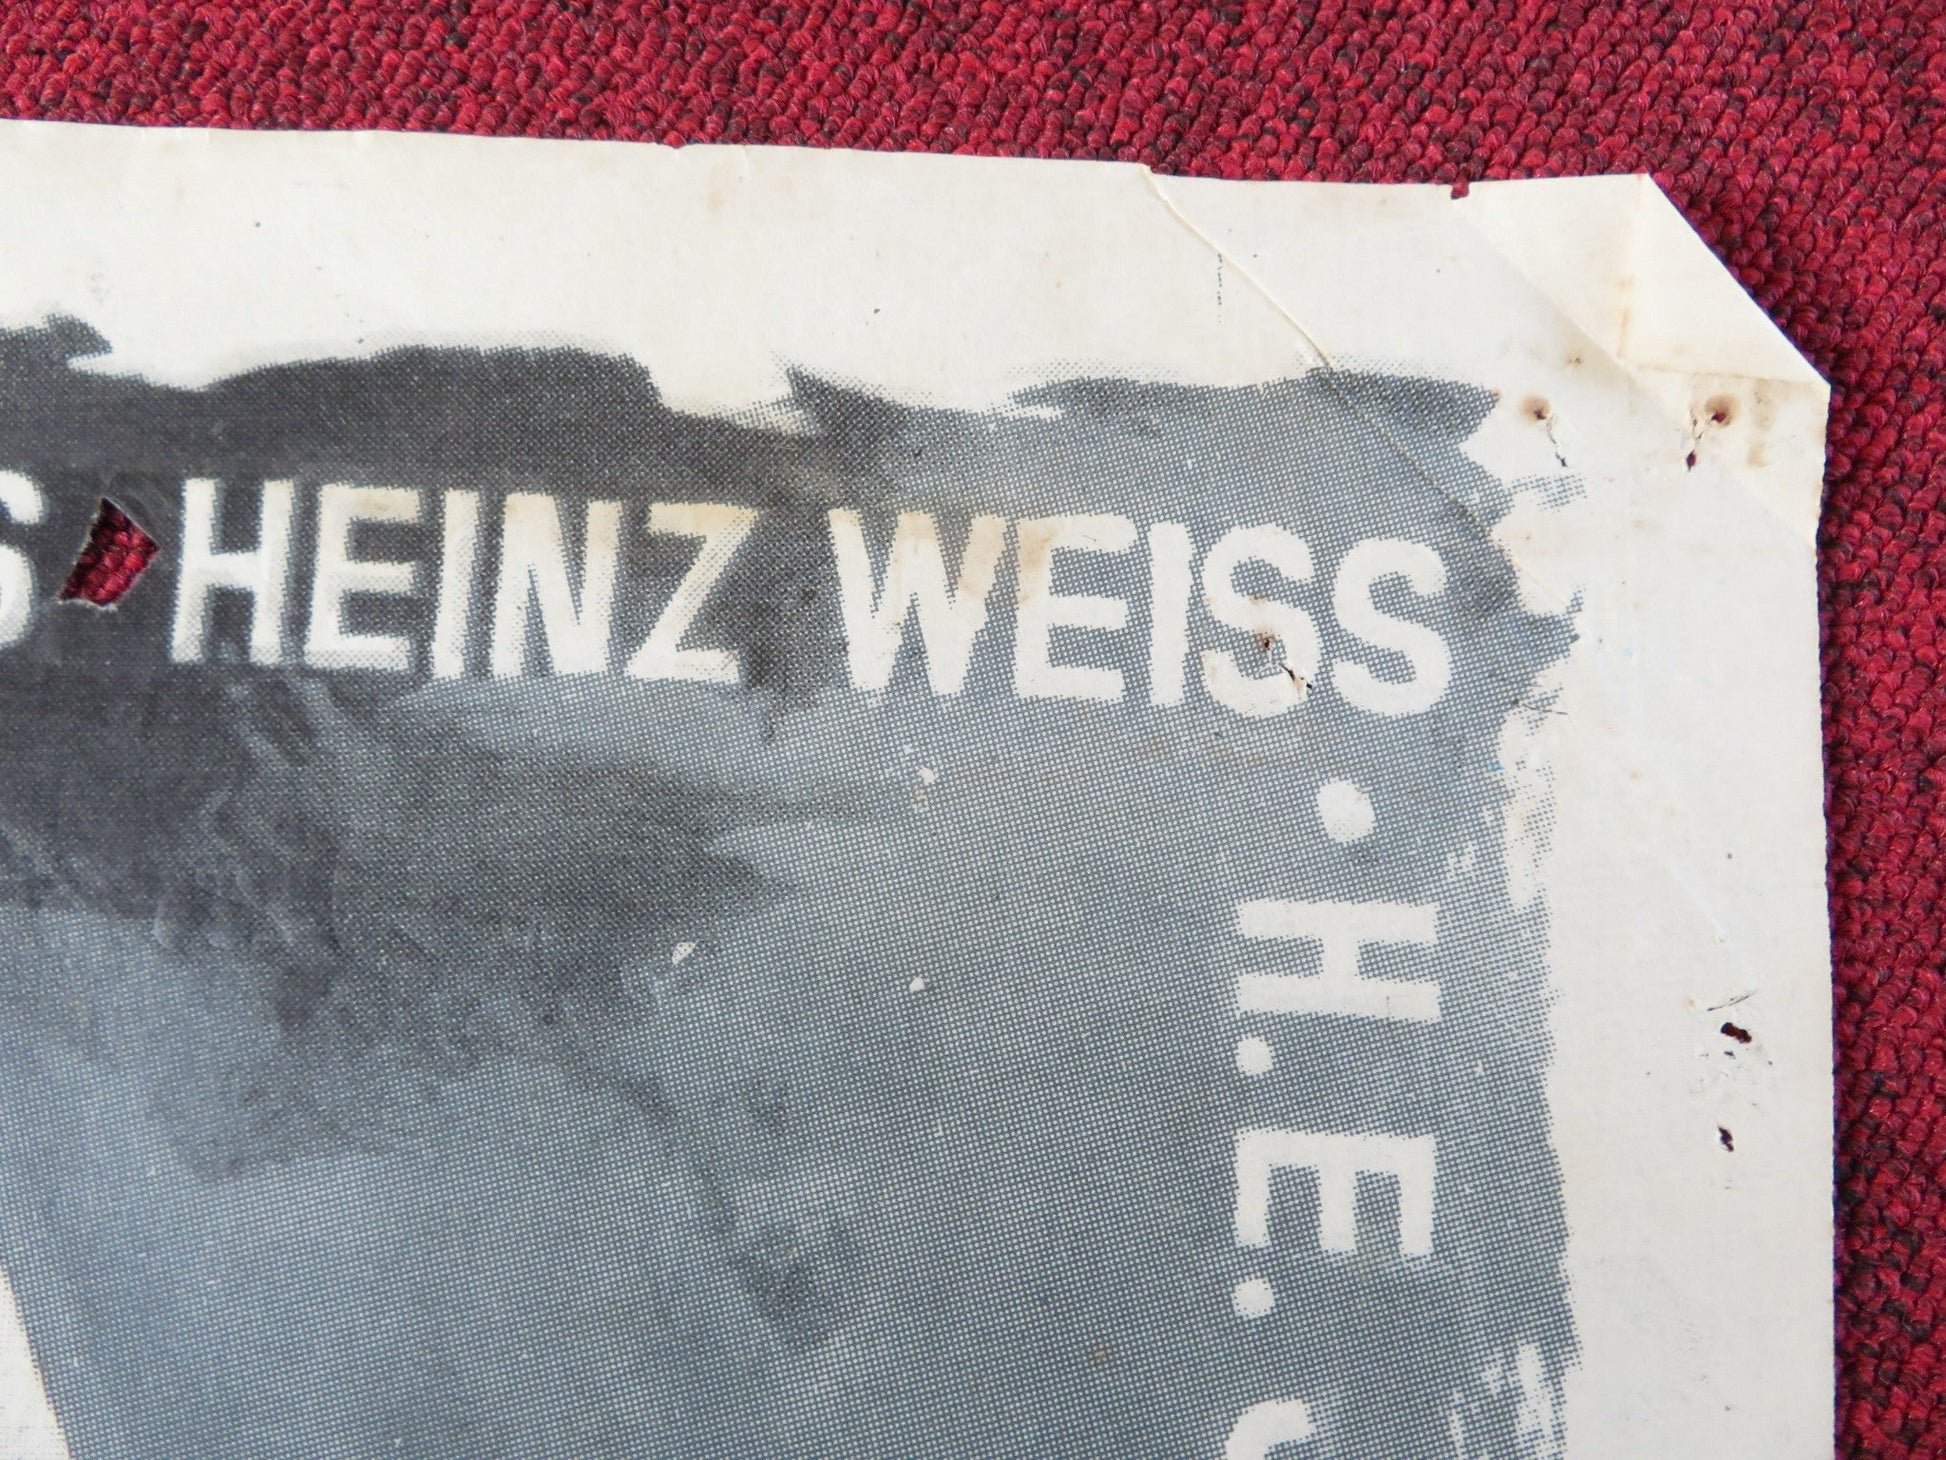 S HEINZ WEISS
· H. E. J